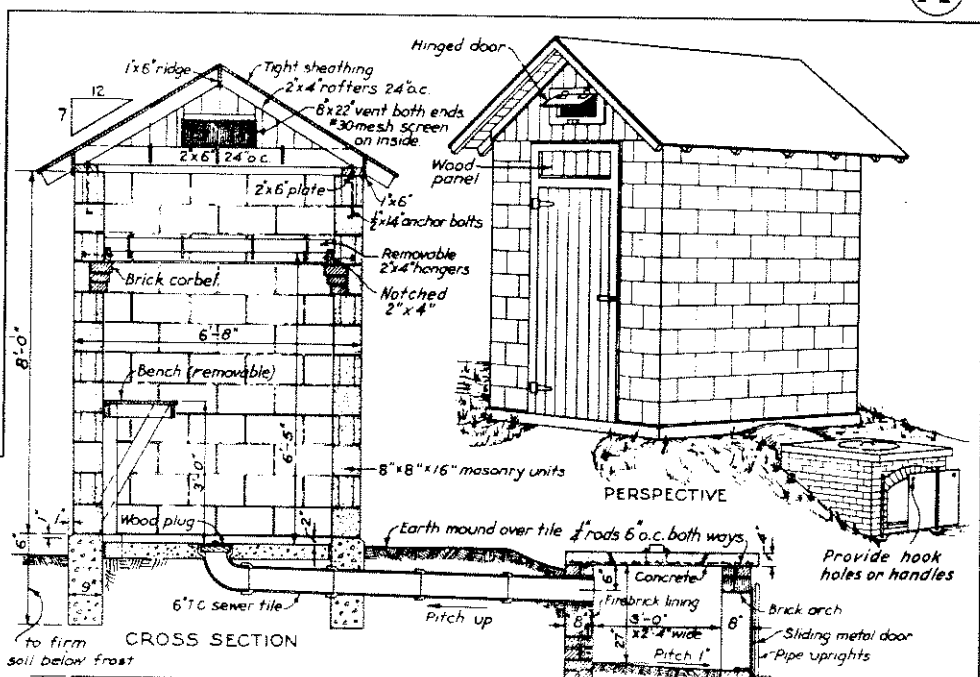 Hinged door
1"x6" ridge
Tight sheathing
2"x4" rafters 24" o.c.
12
7
8"x22" vent both ends.
#30-mesh screen
on inside.
2"x6" 24" o.c.
2"x6" plate
1"x6"
½"x14" anchor bolts
Wood
panel
Removable
2"x4" hangers
Brick corbel
Notched
2"x4"
8'-0"
6'-8"
Bench (removable)
3'-0"
6'-5"
8"x8"x16" masonry units
PERSPECTIVE
1"
2"
Wood plug
6"
Earth mound over tile
½" rods 6" o.c. both ways
4"
Provide hook
holes or handles
6"
Concrete
9"
6" T.C. sewer tile
Pitch up
Firebrick lining
8"
3'-0"
x2'-4" wide
8"
27"
Pitch 1"
Brick arch
Sliding metal door
Pipe uprights
to firm
soil below frost
CROSS SECTION